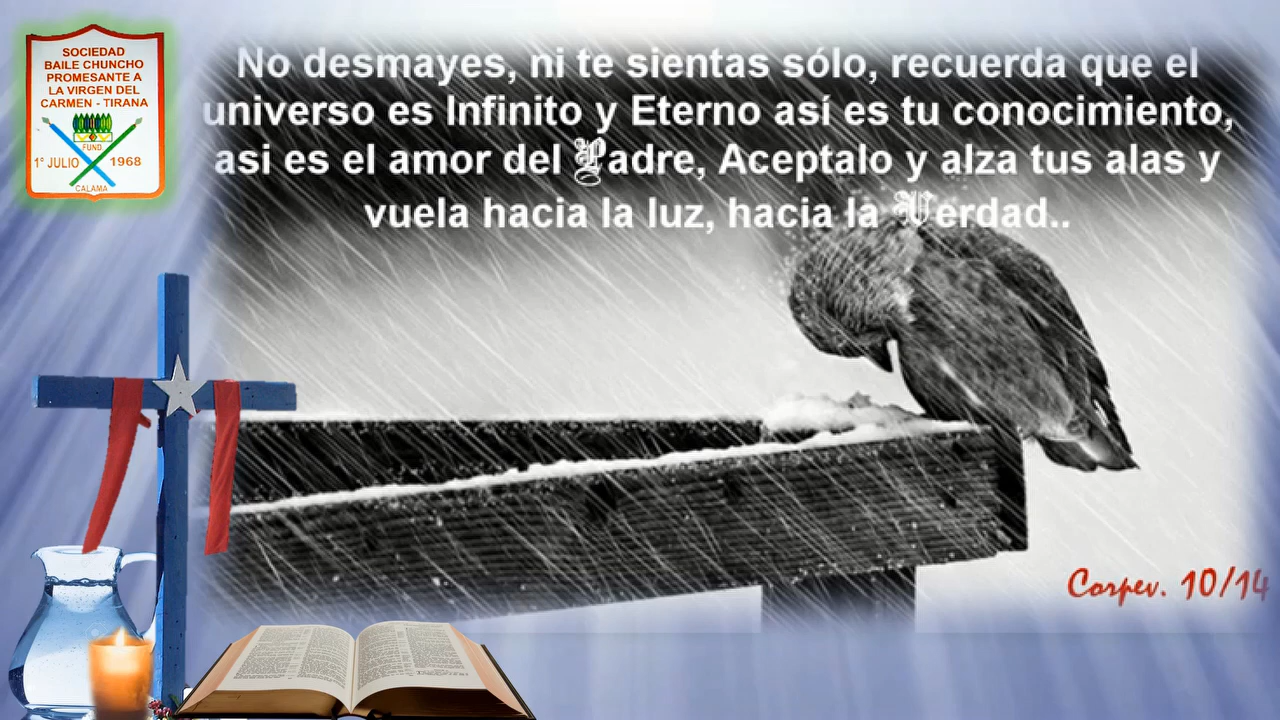 SOCIEDAD
BAILE CHUNCHO
PROMESANTE A
LA VIRGEN DEL
CARMEN - TIRANA
FUND
1° JULIO 1968
CALAMA
No desmayes, ni te sientas sólo, recuerda que el
universo es Infinito y Eterno así es tu conocimiento,
asi es el amor del Padre, Aceptalo y alza tus alas y
vuela hacia la luz, hacia la Verdad..
Corpev. 10/14